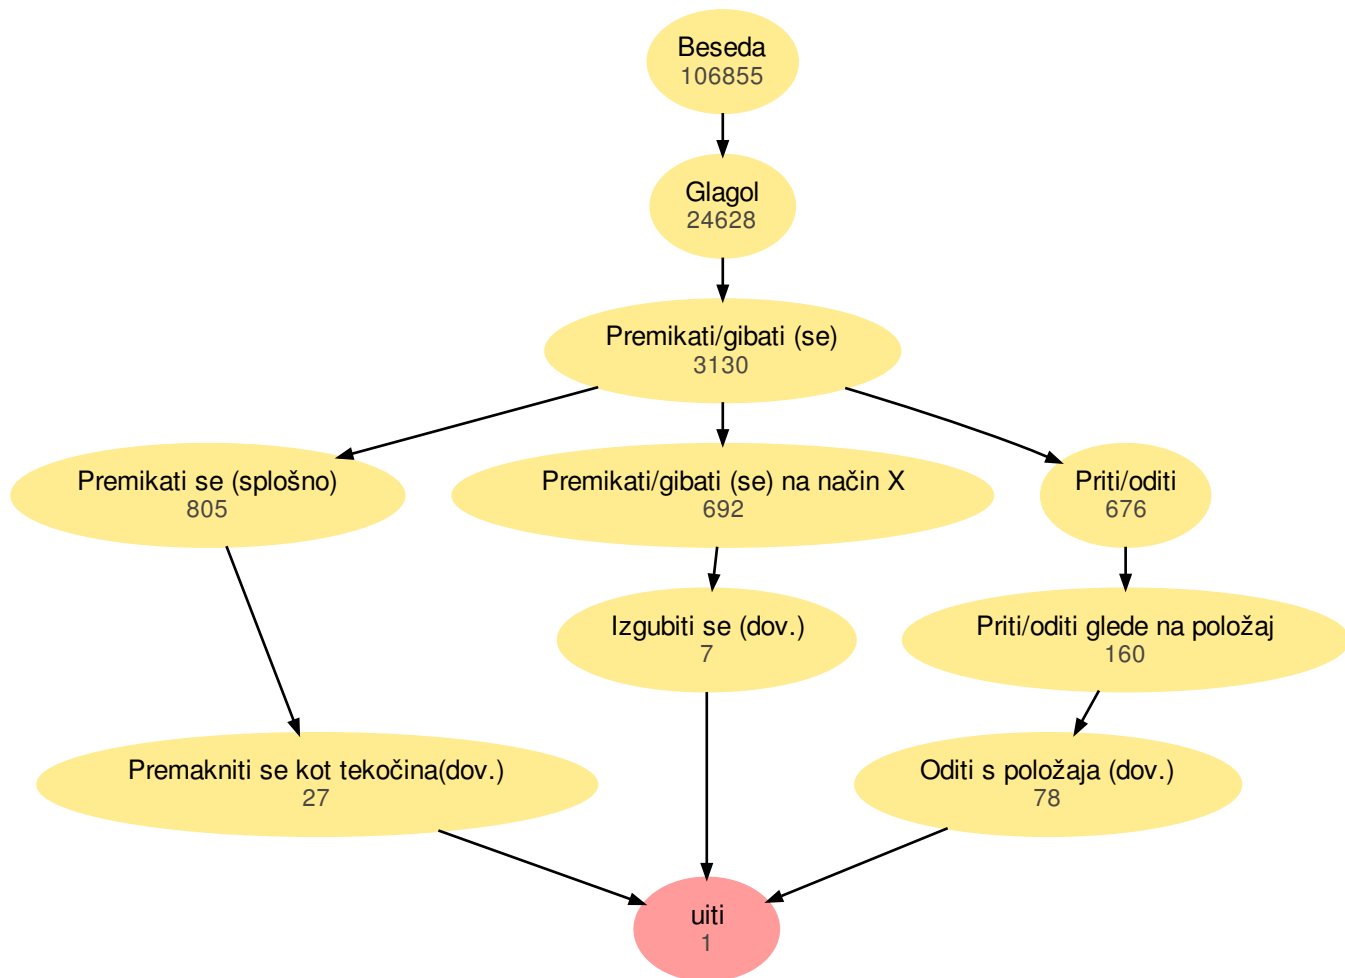 Beseda
106855
Glagol
24628
Premikati/gibati (se)
3130
Premikati se (splošno)
805
Premikati/gibati (se) na način X
692
Priti/oditi
676
Izgubiti se (dov.)
7
Priti/oditi glede na položaj
160
Premakniti se kot tekočina(dov.)
27
Oditi s položaja (dov.)
78
uiti
1